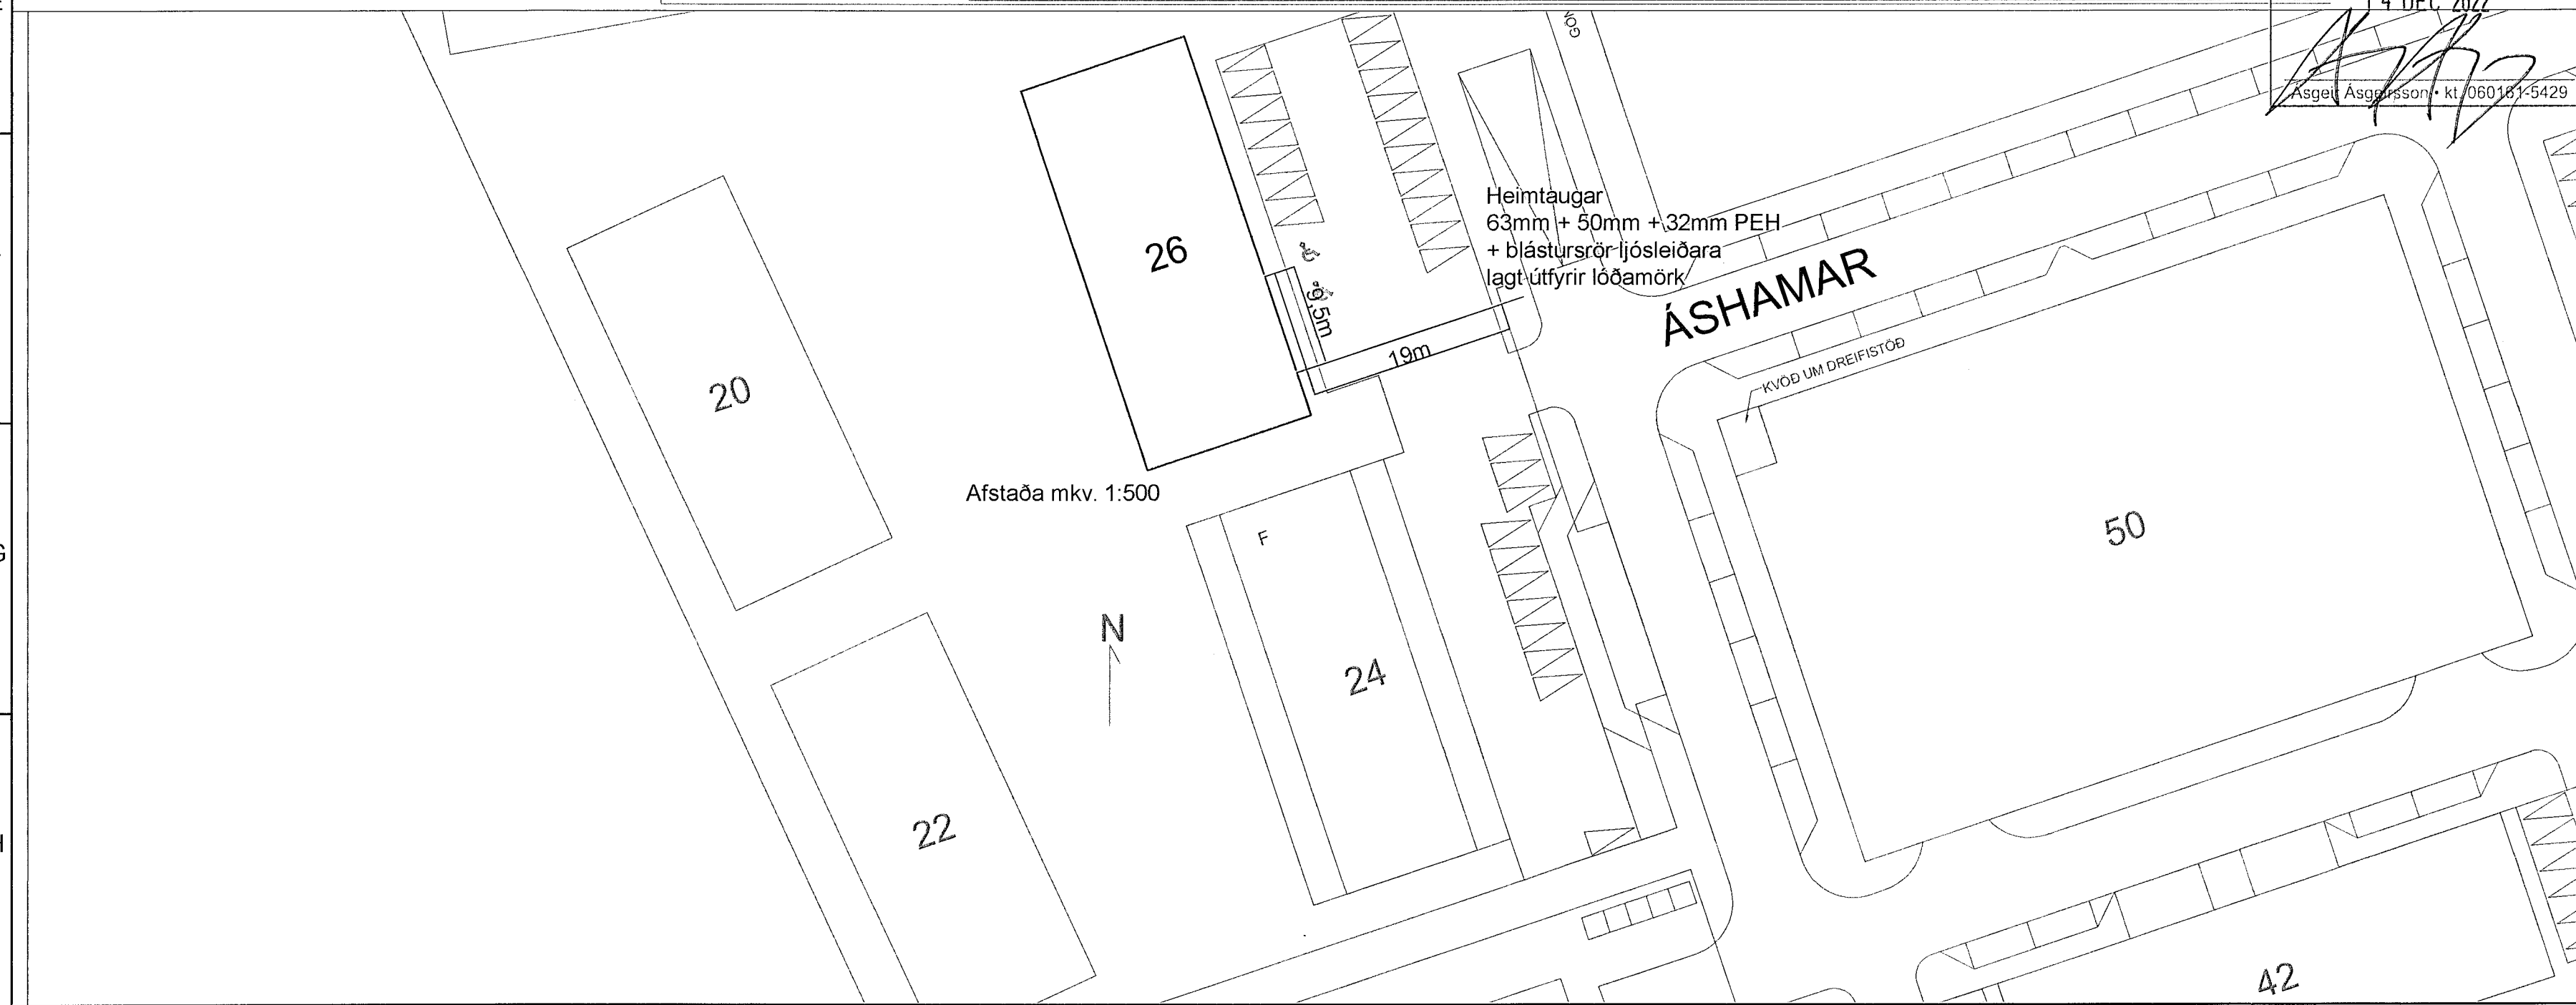 14 DEC 2022
Ásgeir Ásgeirsson • kt. 060161-5429
26
Heimtaugar
63mm + 50mm + 32mm PEH
+ blástursrör ljósleiðara
lagt útfyrir lóðamörk
ÁSHAMAR
9,5m
19m
KVÖÐ UM DREIFISTÖÐ
20
Afstaða mkv. 1:500
F
50
N
24
22
42
G
H